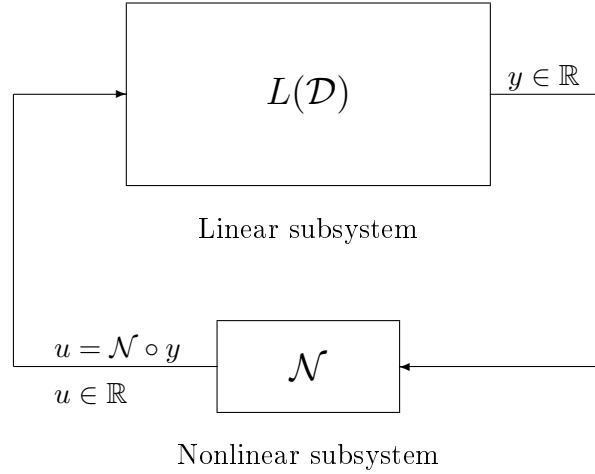 L(𝒟)
y ∈ ℝ
Linear subsystem
u = 𝒩 ∘ y
u ∈ ℝ
𝒩
Nonlinear subsystem